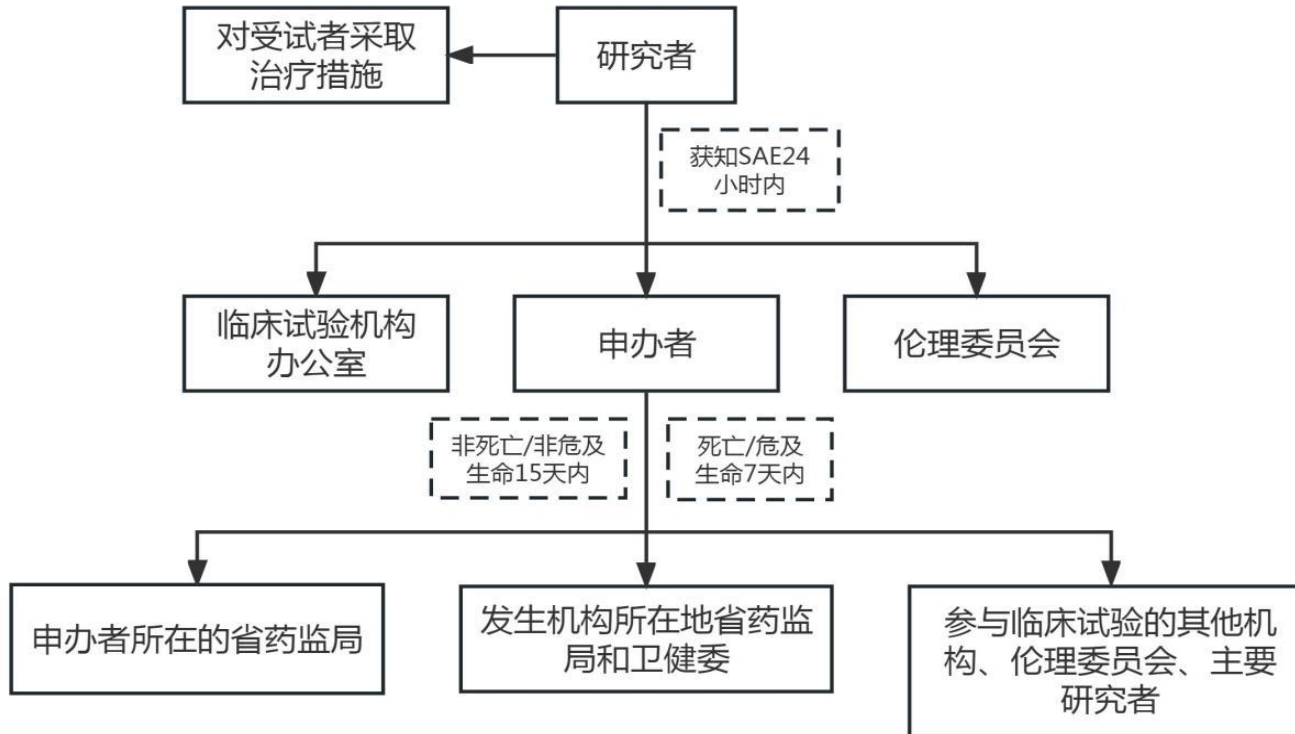 对受试者采取
治疗措施
研究者
获知SAE24
小时内
临床试验机构
办公室
申办者
伦理委员会
非死亡/非危及
生命15天内
死亡/危及
生命7天内
申办者所在的省药监局
发生机构所在地省药监
局和卫健委
参与临床试验的其他机
构、伦理委员会、主要
研究者